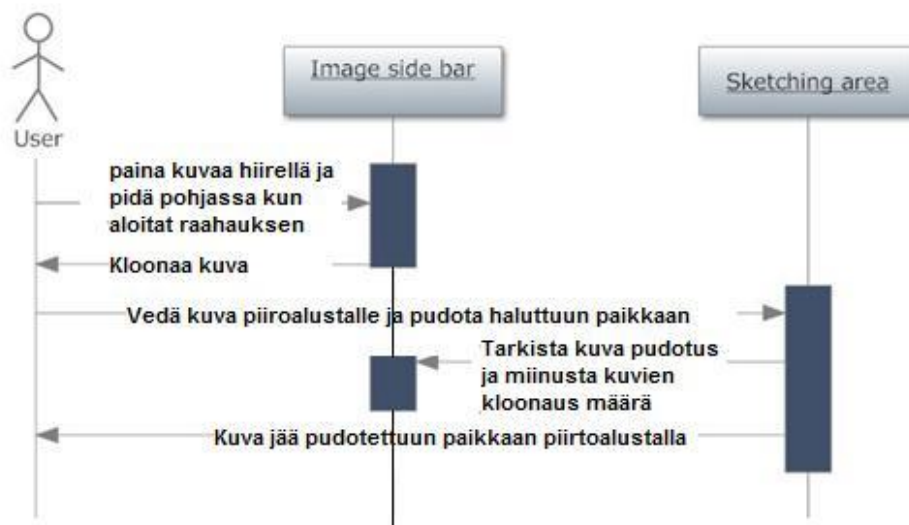 Image side bar
Sketching area
User
paina kuvaa hiirellä ja
pidä pohjassa kun
aloitat raahauksen
Kloonaa kuva
Vedä kuva piiroalustalle ja pudota haluttuun paikkaan
Tarkista kuva pudotus
ja miinusta kuvien
kloonaus määrä
Kuva jää pudotettuun paikkaan piirtoalustalla